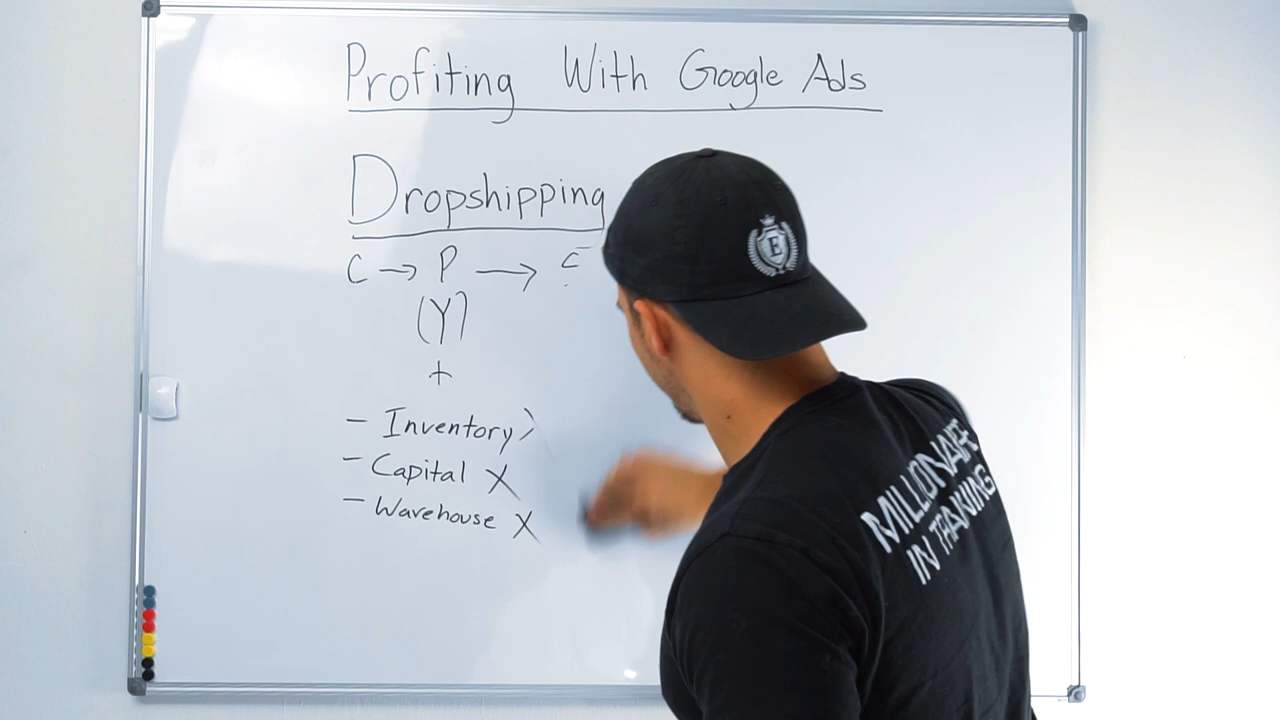 Profiting With Google Ads
Dropshipping
C → P →
(Y)
+
- Inventory
- Capital X
- Warehouse X
E
MILLIONAIRE
IN TRAINING